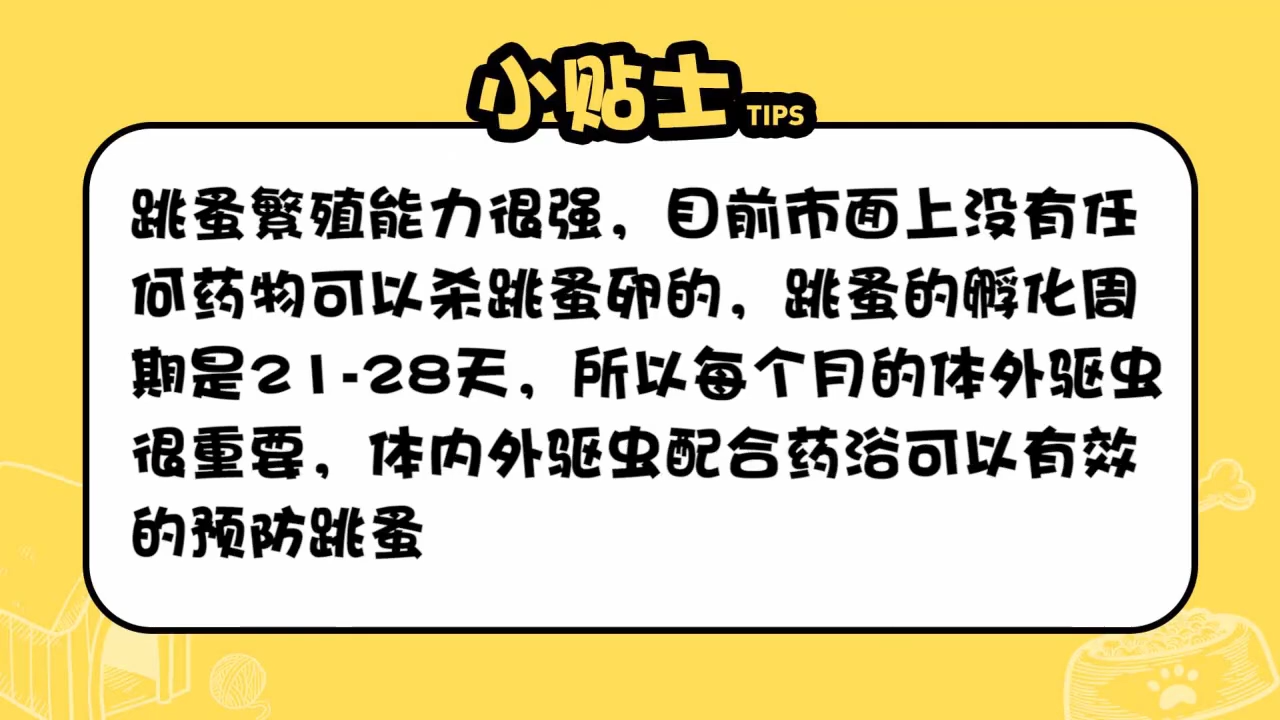 小贴士 TIPS
跳蚤繁殖能力很强，目前市面上没有任
何药物可以杀跳蚤卵的，跳蚤的孵化周
期是21-28天，所以每个月的体外驱虫
很重要，体内外驱虫配合药浴可以有效
的预防跳蚤